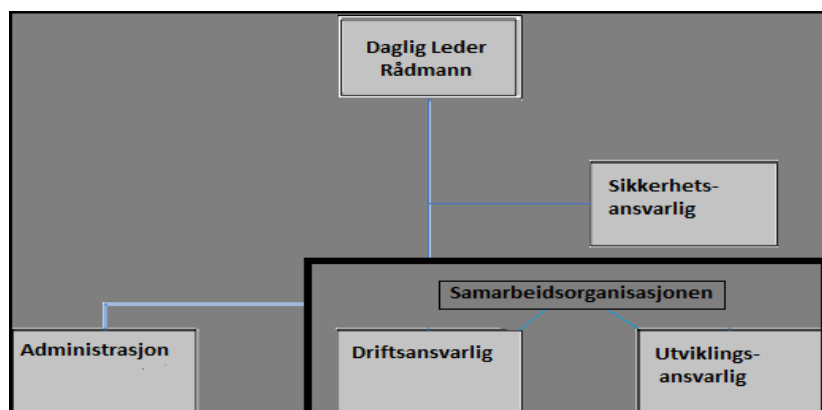 Daglig Leder
Rådmann
Sikkerhets-
ansvarlig
Samarbeidsorganisasjonen
Administrasjon
Driftsansvarlig
Utviklings-
ansvarlig